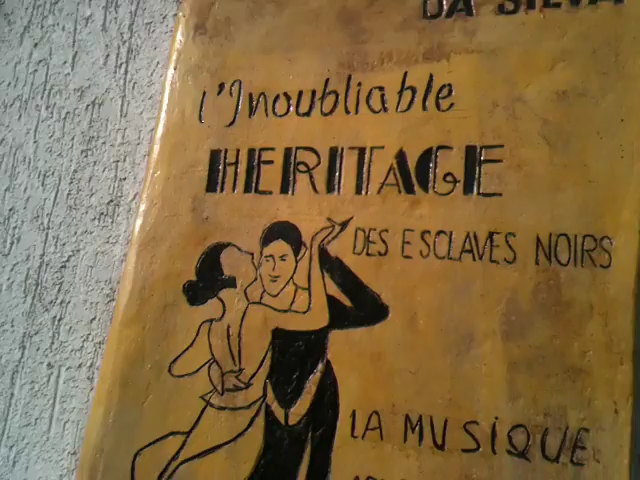 DA SILVA
l'Inoubliable
HERITAGE
DES ESCLAVES NOIRS
LA MUSiQUE